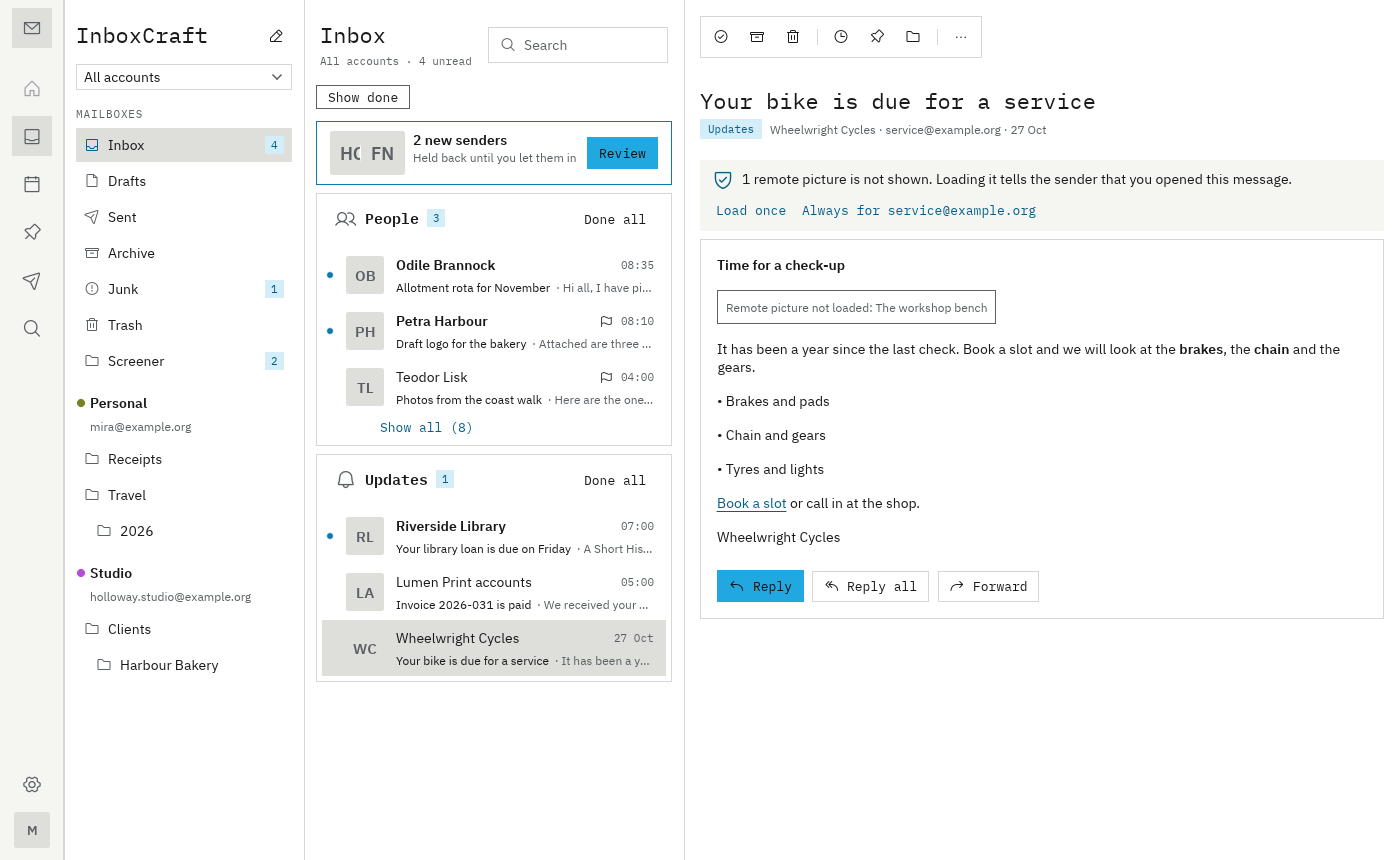 InboxCraft
All accounts
MAILBOXES
Inbox 4
Drafts
Sent
Archive
Junk 1
Trash
Screener 2
Personal
mira@example.org
Receipts
Travel
2026
Studio
holloway.studio@example.org
Clients
Harbour Bakery
M
Inbox
All accounts · 4 unread
Search
Show done
FN
2 new senders
Held back until you let them in
Review
People 3
Done all
OB
Odile Brannock 08:35
Allotment rota for November · Hi all, I have pi…
PH
Petra Harbour 08:10
Draft logo for the bakery · Attached are three …
TL
Teodor Lisk 04:00
Photos from the coast walk · Here are the one…
Show all (8)
Updates 1
Done all
RL
Riverside Library 07:00
Your library loan is due on Friday · A Short His…
LA
Lumen Print accounts 05:00
Invoice 2026-031 is paid · We received your …
WC
Wheelwright Cycles 27 Oct
Your bike is due for a service · It has been a y…
Your bike is due for a service
Updates Wheelwright Cycles · service@example.org · 27 Oct
1 remote picture is not shown. Loading it tells the sender that you opened this message.
Load once Always for service@example.org
Time for a check-up
Remote picture not loaded: The workshop bench
It has been a year since the last check. Book a slot and we will look at the brakes, the chain and the
gears.
• Brakes and pads
• Chain and gears
• Tyres and lights
Book a slot or call in at the shop.
Wheelwright Cycles
Reply Reply all Forward